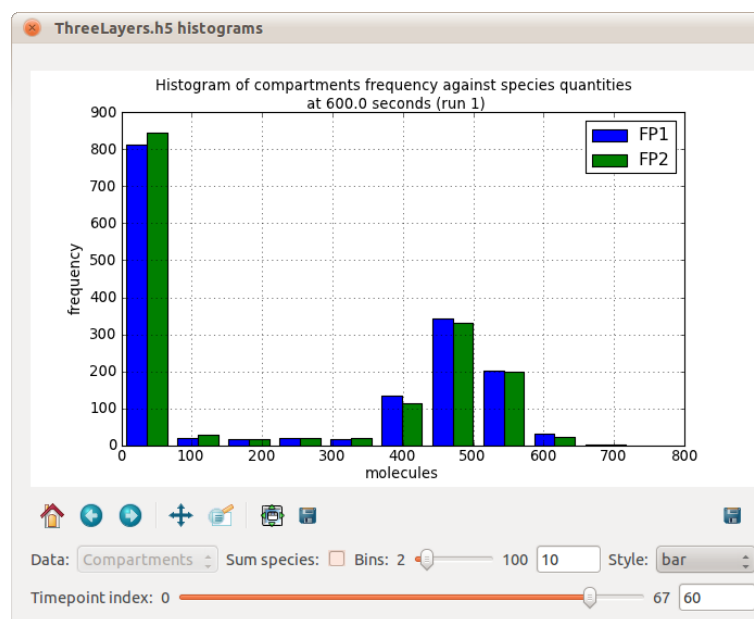 ThreeLayers.h5 histograms
Histogram of compartments frequency against species quantities
at 600.0 seconds (run 1)
900
800
700
600
500
400
300
200
100
0
frequency
FP1
FP2
0 100 200 300 400 500 600 700 800
molecules
Data: Compartments Sum species: Bins: 2 100 10 Style: bar
Timepoint index: 0 67 60